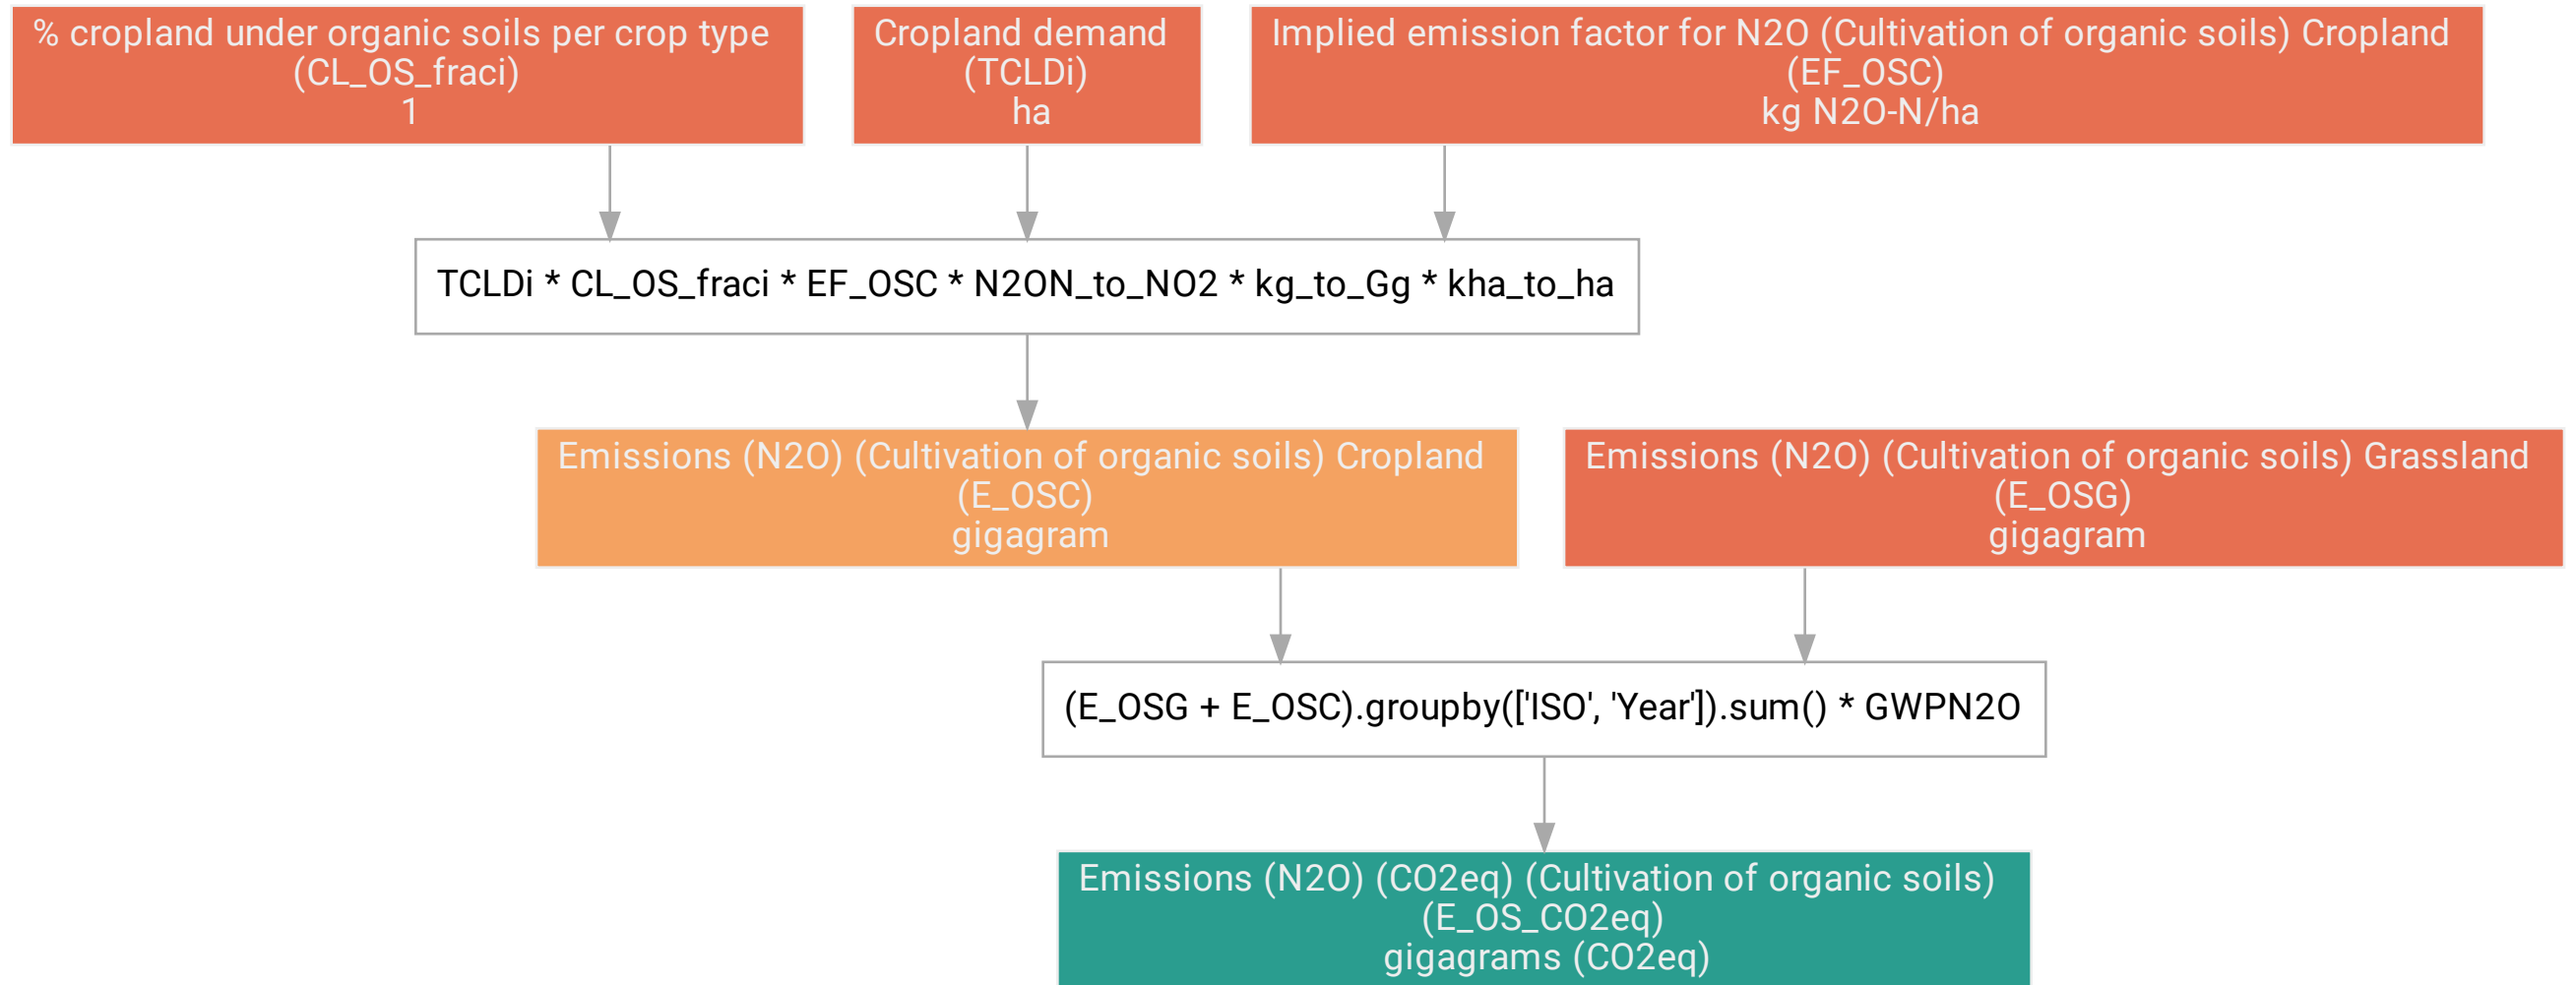 % cropland under organic soils per crop type
(CL_OS_fraci)
1
Cropland demand
(TCLDi)
ha
Implied emission factor for N2O (Cultivation of organic soils) Cropland
(EF_OSC)
kg N2O-N/ha
TCLDi * CL_OS_fraci * EF_OSC * N2ON_to_NO2 * kg_to_Gg * kha_to_ha
Emissions (N2O) (Cultivation of organic soils) Cropland
(E_OSC)
gigagram
Emissions (N2O) (Cultivation of organic soils) Grassland
(E_OSG)
gigagram
(E_OSG + E_OSC).groupby(['ISO', 'Year']).sum() * GWPN2O
Emissions (N2O) (CO2eq) (Cultivation of organic soils)
(E_OS_CO2eq)
gigagrams (CO2eq)